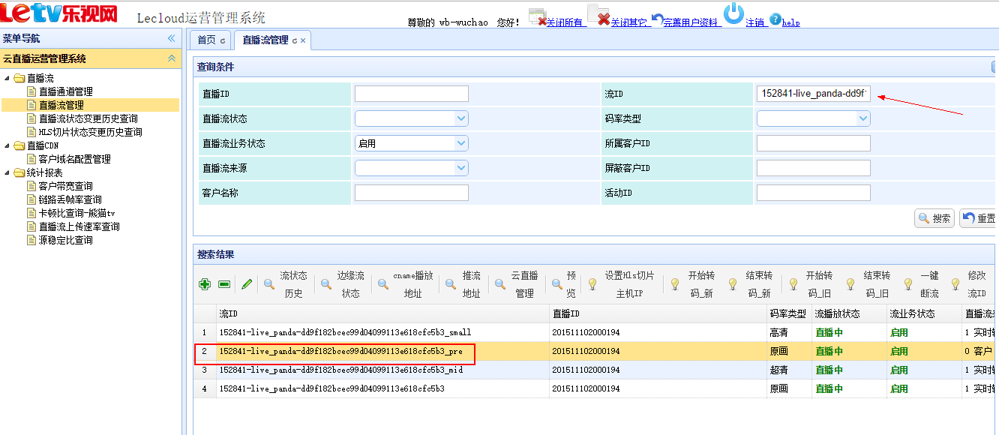 Letv乐视网
Lecloud运营管理系统
尊敬的 wb-wuchao 您好! 关闭所有 关闭其它 完善用户资料 注销 help
菜单导航
云直播运营管理系统
直播流
直播通道管理
直播流管理
直播流状态变更历史查询
HLS切片状态变更历史查询
直播CDN
客户域名配置管理
统计报表
客户带宽查询
链路丢帧率查询
卡顿比查询-熊猫tv
直播流上传速率查询
源稳定比查询
首页 直播流管理
查询条件
直播ID 流ID 152841-live_panda-dd9f
直播流状态 码率类型
直播流业务状态 启用 所属客户ID
直播流来源 屏蔽客户ID
客户名称 活动ID
搜索 重置
搜索结果
流状态 边缘流 cname播放 推流 云直播 预 设置Hls切片 开始转 结束转 开始转 结束转 一键 修改
历史 状态 地址 地址 管理 览 主机IP 码_新 码_新 码_旧 码_旧 断流 流ID
流ID 直播ID 码率类型 流播放状态 流业务状态 直播流
1 152841-live_panda-dd9f182bcec99d04099113e618cfc5b3_small 201511102000194 高清 直播中 启用 1 实时
2 152841-live_panda-dd9f182bcec99d04099113e618cfc5b3_pre 201511102000194 原画 直播中 启用 0 客户
3 152841-live_panda-dd9f182bcec99d04099113e618cfc5b3_mid 201511102000194 超清 直播中 启用 1 实时
4 152841-live_panda-dd9f182bcec99d04099113e618cfc5b3 201511102000194 原画 直播中 启用 1 实时